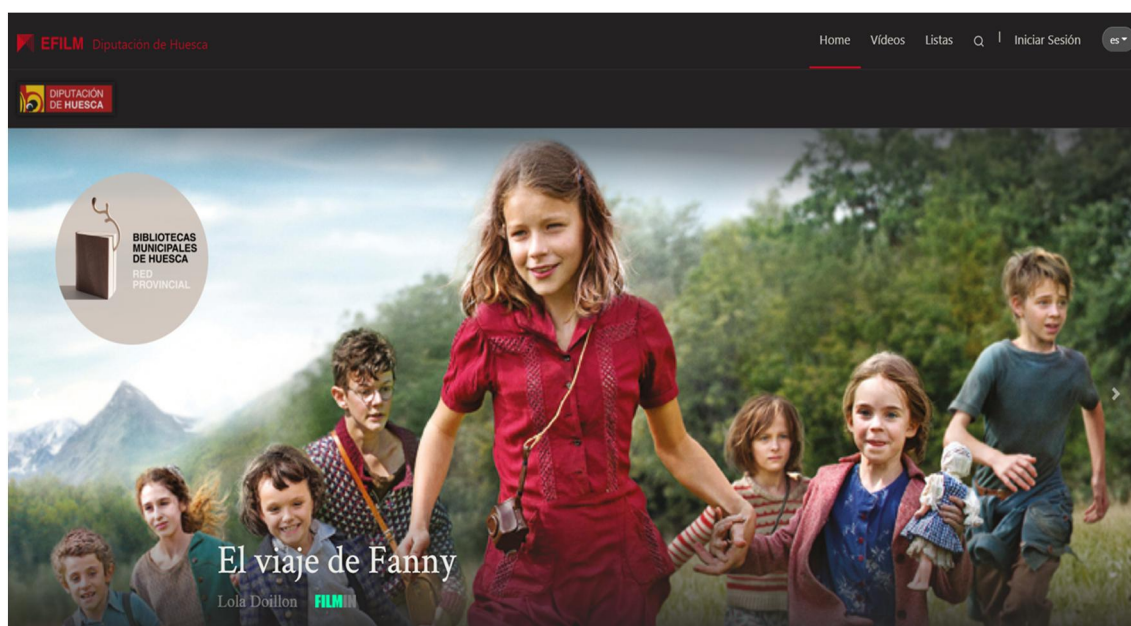 EFILM Diputación de Huesca
Home Vídeos Listas Iniciar Sesión es
DIPUTACIÓN
DE HUESCA
BIBLIOTECAS
MUNICIPALES
DE HUESCA
RED
PROVINCIAL
El viaje de Fanny
Lola Doillon FILMIN